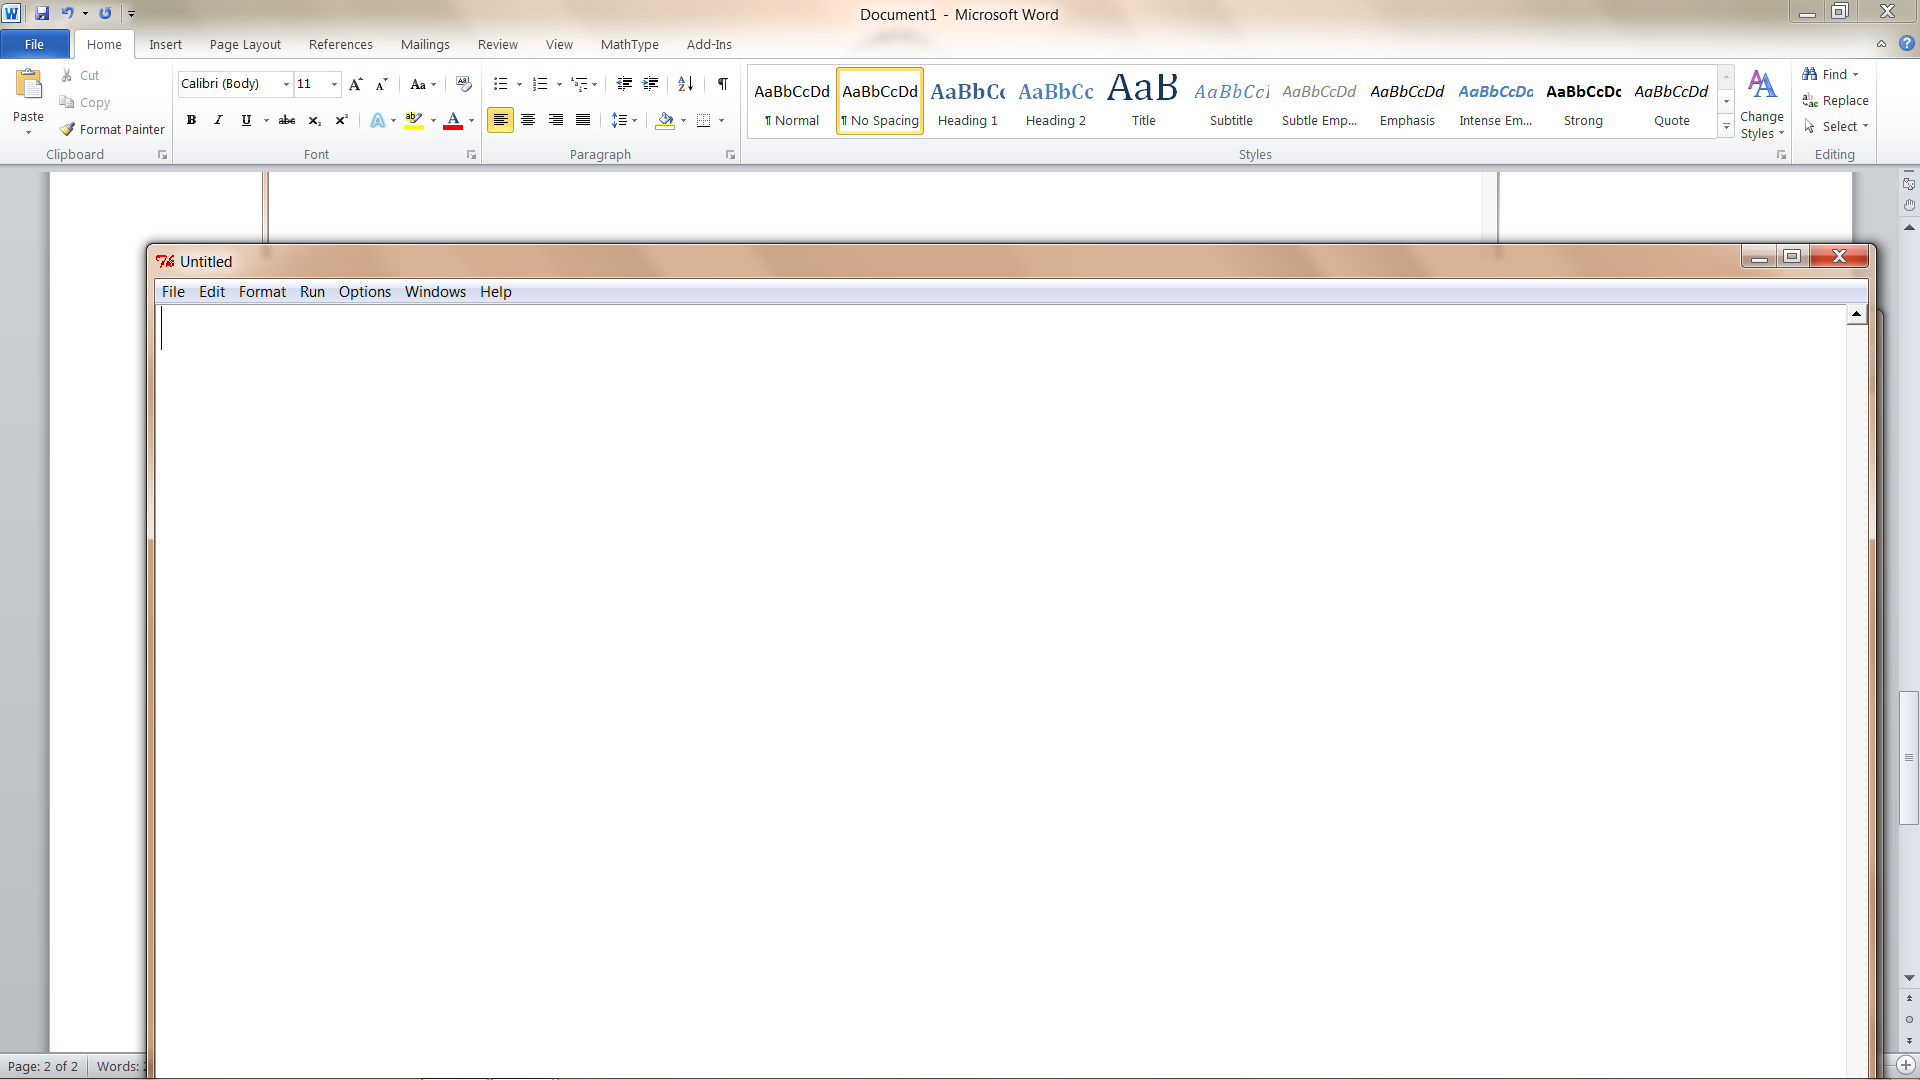 Document1 - Microsoft Word
File Home Insert Page Layout References Mailings Review View MathType Add-Ins
Paste
Cut
Copy
Format Painter
Clipboard
Calibri (Body) 11
Font
Paragraph
AaBbCcDd AaBbCcDd AaBbCc AaBbCc AaB AaBbCcI AaBbCcDd AaBbCcDd AaBbCcDd AaBbCcDc AaBbCcDd
¶ Normal ¶ No Spacing Heading 1 Heading 2 Title Subtitle Subtle Emp... Emphasis Intense Em... Strong Quote
Styles
Change
Styles
Find
Replace
Select
Editing
Untitled
File Edit Format Run Options Windows Help
Page: 2 of 2 Words: